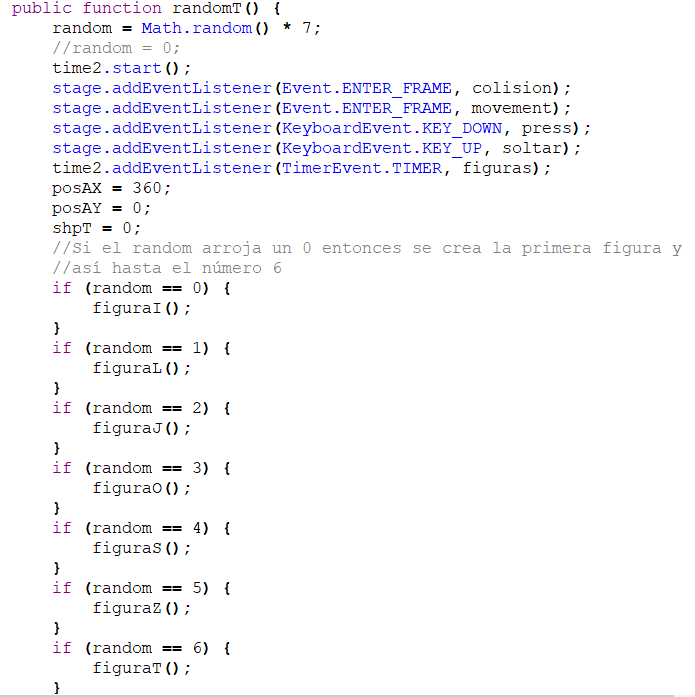 public function randomT() {
random = Math.random() * 7;
//random = 0;
time2.start();
stage.addEventListener(Event.ENTER_FRAME, colision);
stage.addEventListener(Event.ENTER_FRAME, movement);
stage.addEventListener(KeyboardEvent.KEY_DOWN, press);
stage.addEventListener(KeyboardEvent.KEY_UP, soltar);
time2.addEventListener(TimerEvent.TIMER, figuras);
posAX = 360;
posAY = 0;
shpT = 0;
//Si el random arroja un 0 entonces se crea la primera figura y
//así hasta el número 6
if (random == 0) {
figuraI();
}
if (random == 1) {
figuraL();
}
if (random == 2) {
figuraJ();
}
if (random == 3) {
figuraO();
}
if (random == 4) {
figuraS();
}
if (random == 5) {
figuraZ();
}
if (random == 6) {
figuraT();
}